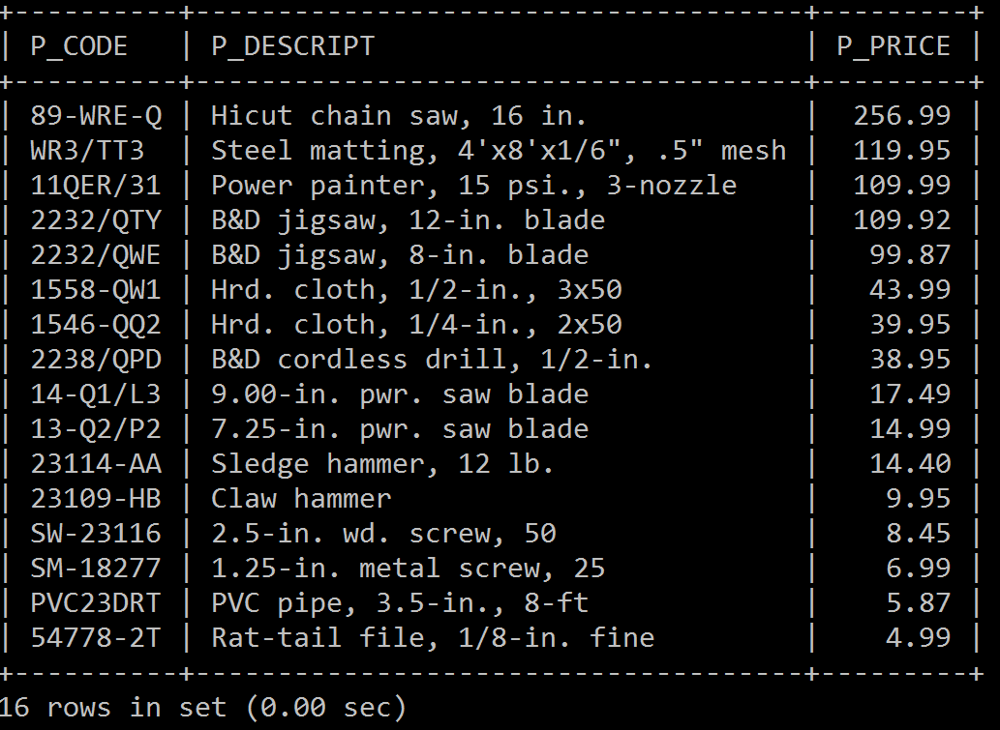 +----------+--------------------------------------+---------+
| P_CODE   | P_DESCRIPT                          | P_PRICE |
+----------+--------------------------------------+---------+
| 89-WRE-Q | Hicut chain saw, 16 in.             |  256.99 |
| WR3/TT3  | Steel matting, 4'x8'x1/6", .5" mesh |  119.95 |
| 11QER/31 | Power painter, 15 psi., 3-nozzle    |  109.99 |
| 2232/QTY | B&D jigsaw, 12-in. blade            |  109.92 |
| 2232/QWE | B&D jigsaw, 8-in. blade             |   99.87 |
| 1558-QW1 | Hrd. cloth, 1/2-in., 3x50           |   43.99 |
| 1546-QQ2 | Hrd. cloth, 1/4-in., 2x50           |   39.95 |
| 2238/QPD | B&D cordless drill, 1/2-in.         |   38.95 |
| 14-Q1/L3 | 9.00-in. pwr. saw blade             |   17.49 |
| 13-Q2/P2 | 7.25-in. pwr. saw blade             |   14.99 |
| 23114-AA | Sledge hammer, 12 lb.               |   14.40 |
| 23109-HB | Claw hammer                         |    9.95 |
| SW-23116 | 2.5-in. wd. screw, 50               |    8.45 |
| SM-18277 | 1.25-in. metal screw, 25            |    6.99 |
| PVC23DRT | PVC pipe, 3.5-in., 8-ft             |    5.87 |
| 54778-2T | Rat-tail file, 1/8-in. fine         |    4.99 |
+----------+--------------------------------------+---------+
16 rows in set (0.00 sec)